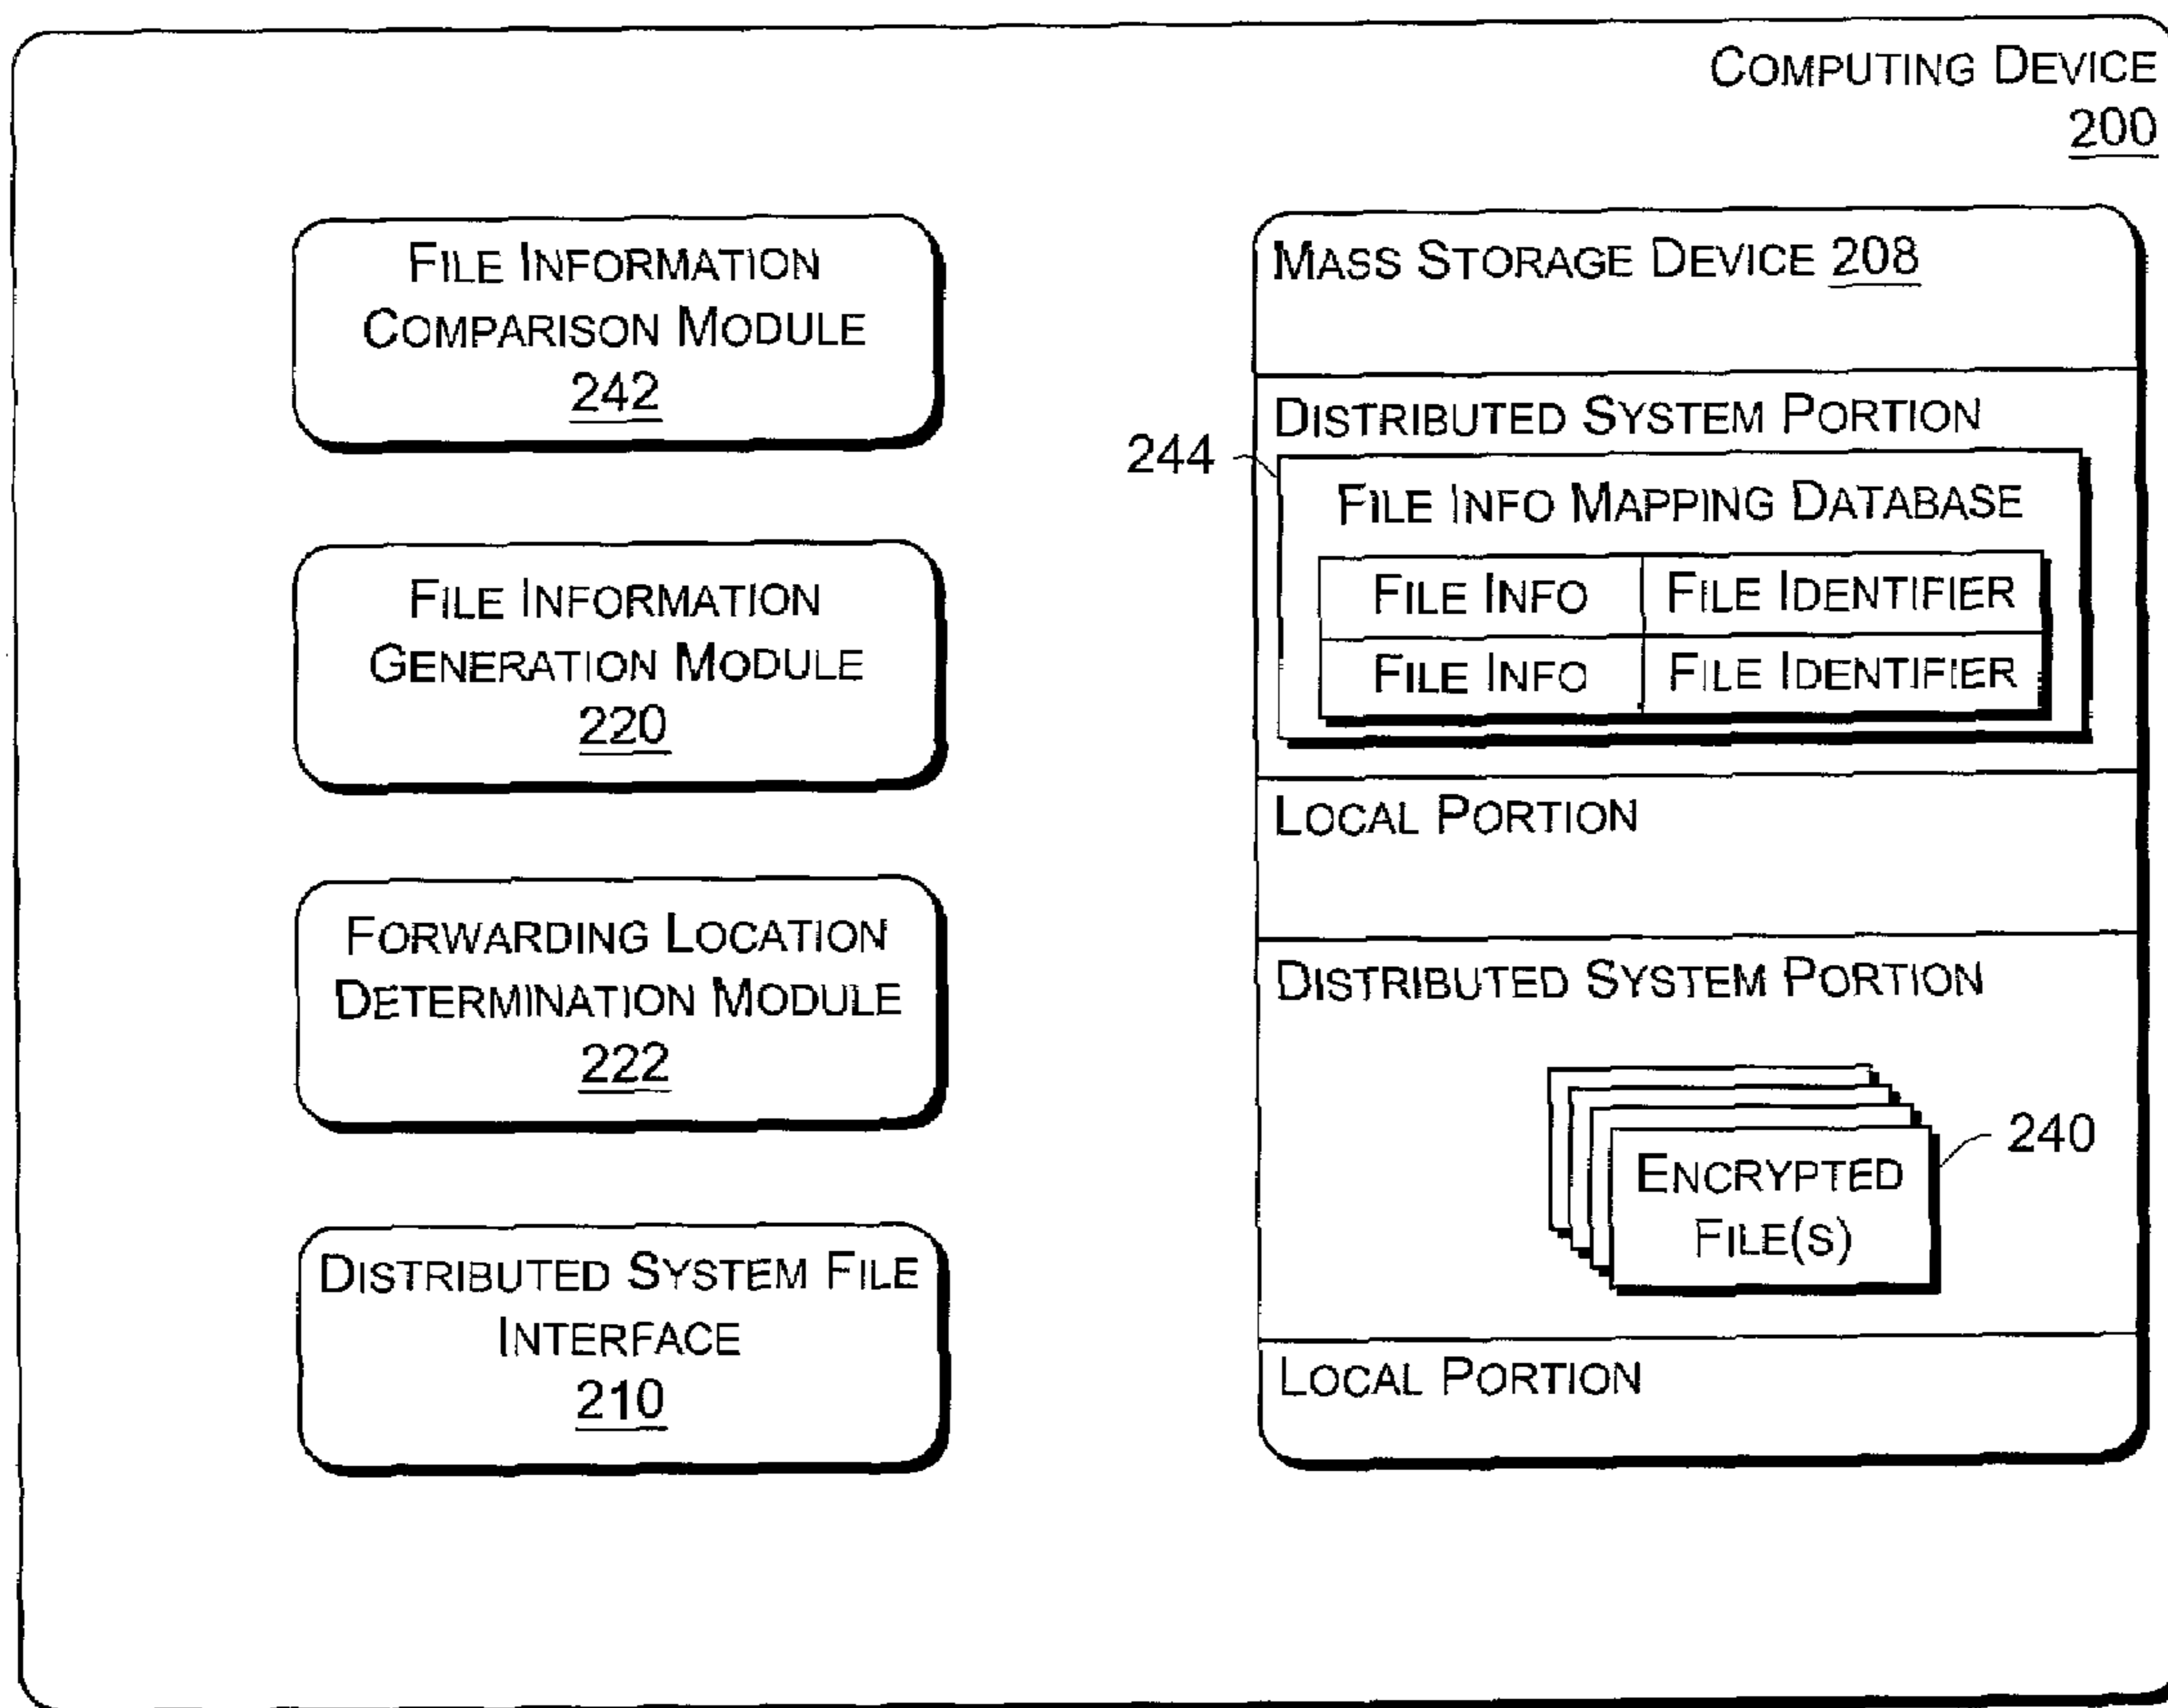 COMPUTING DEVICE
200
FILE INFORMATION
COMPARISON MODULE
242
FILE INFORMATION
GENERATION MODULE
220
FORWARDING LOCATION
DETERMINATION MODULE
222
DISTRIBUTED SYSTEM FILE
INTERFACE
210
MASS STORAGE DEVICE 208
DISTRIBUTED SYSTEM PORTION
244
FILE INFO MAPPING DATABASE
FILE INFO FILE IDENTIFIER
FILE INFO FILE IDENTIFIER
LOCAL PORTION
DISTRIBUTED SYSTEM PORTION
240
ENCRYPTED
FILE(S)
LOCAL PORTION